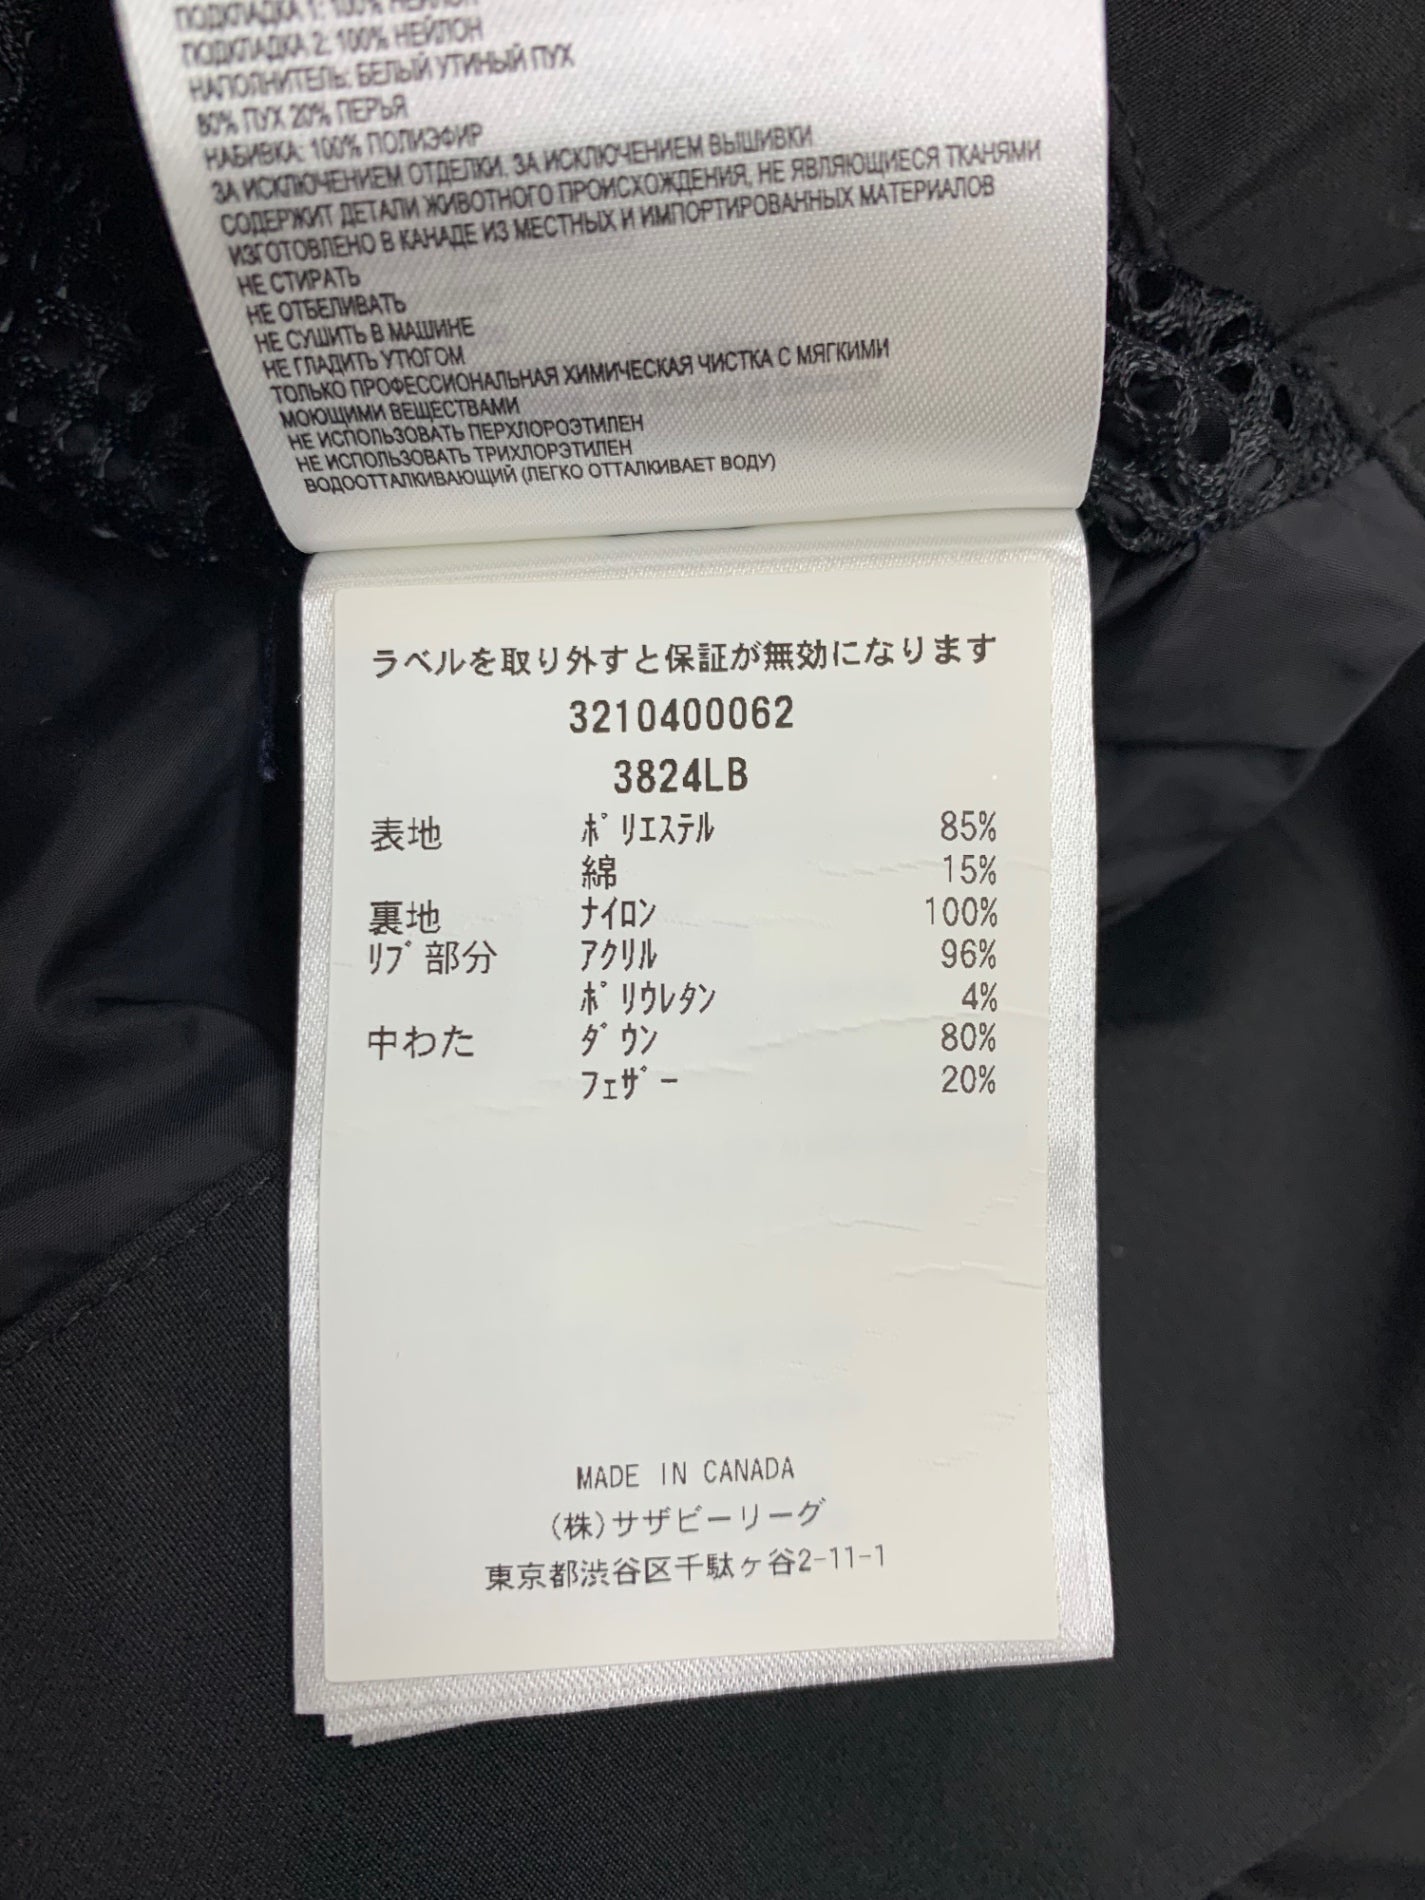 ПОДКЛАДКА 1: 100% НЕЙЛОН
ПОДКЛАДКА 2: 100% НЕЙЛОН
НАПОЛНИТЕЛЬ: БЕЛЫЙ УТИНЫЙ ПУХ
80% ПУХ 20% ПЕРЬЯ
НАБИВКА: 100% ПОЛИЭФИР
ЗА ИСКЛЮЧЕНИЕМ ОТДЕЛКИ. ЗА ИСКЛЮЧЕНИЕМ ВЫШИВКИ
СОДЕРЖИТ ДЕТАЛИ ЖИВОТНОГО ПРОИСХОЖДЕНИЯ, НЕ ЯВЛЯЮЩИЕСЯ ТКАНЯМИ
ИЗГОТОВЛЕНО В КАНАДЕ ИЗ МЕСТНЫХ И ИМПОРТИРОВАННЫХ МАТЕРИАЛОВ
НЕ СТИРАТЬ
НЕ ОТБЕЛИВАТЬ
НЕ СУШИТЬ В МАШИНЕ
НЕ ГЛАДИТЬ УТЮГОМ
ТОЛЬКО ПРОФЕССИОНАЛЬНАЯ ХИМИЧЕСКАЯ ЧИСТКА С МЯГКИМИ
МОЮЩИМИ ВЕЩЕСТВАМИ
НЕ ИСПОЛЬЗОВАТЬ ПЕРХЛОРОЭТИЛЕН
НЕ ИСПОЛЬЗОВАТЬ ТРИХЛОРЭТИЛЕН
ВОДООТТАЛКИВАЮЩИЙ (ЛЕГКО ОТТАЛКИВАЕТ ВОДУ)
ラベルを取り外すと保証が無効になります
3210400062
3824LB
表地 ﾎﾟﾘｴｽﾃﾙ 85%
綿 15%
裏地 ﾅｲﾛﾝ 100%
ﾘﾌﾞ部分 ｱｸﾘﾙ 96%
ﾎﾟﾘｳﾚﾀﾝ 4%
中わた ﾀﾞｳﾝ 80%
ﾌｪｻﾞｰ 20%
MADE IN CANADA
(株)サザビーリーグ
東京都渋谷区千駄ヶ谷2-11-1